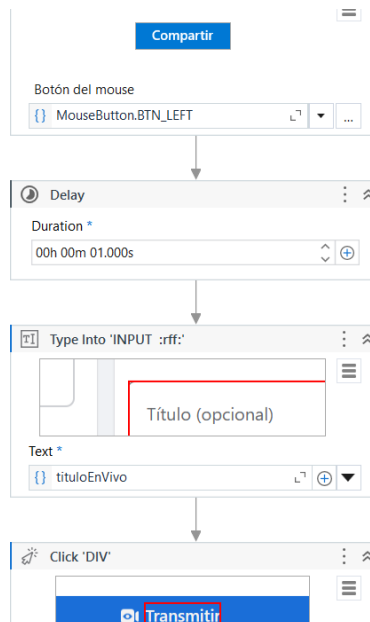 Compartir
Botón del mouse
{} MouseButton.BTN_LEFT
...
Delay
Duration *
00h 00m 01.000s
TI Type Into 'INPUT :rff:'
Título (opcional)
Text *
{} tituloEnVivo
Click 'DIV'
Transmitir